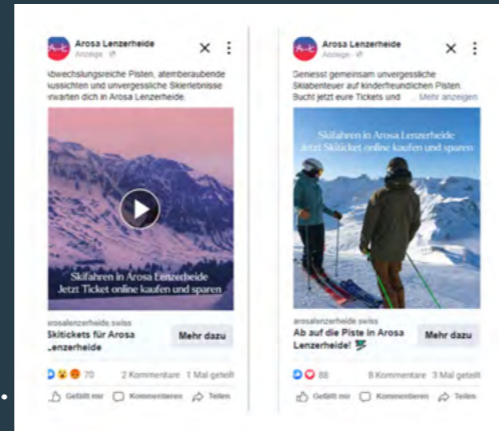 Arosa Lenzerheide
Anzeige
Abwechslungsreiche Pisten, atemberaubende
Aussichten und unvergessliche Skierlebnisse
erwarten dich in Arosa Lenzerheide.
Skifahren in Arosa Lenzerheide
Jetzt Ticket online kaufen und sparen
arosalenzerheide.swiss
Skitickets für Arosa
Lenzerheide
Mehr dazu
70 2 Kommentare 1 Mal geteilt
Gefällt mir Kommentieren Teilen
Arosa Lenzerheide
Anzeige
Geniesst gemeinsam unvergessliche
Skiabenteuer auf kinderfreundlichen Pisten.
Bucht jetzt eure Tickets und ... Mehr anzeigen
Skifahren in Arosa Lenzerheide
Jetzt Skiticket online kaufen und sparen
arosalenzerheide.swiss
Ab auf die Piste in Arosa
Lenzerheide!
Mehr dazu
88 8 Kommentare 3 Mal geteilt
Gefällt mir Kommentieren Teilen